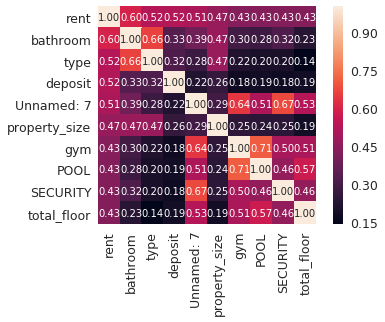 rent 1.00 0.60 0.52 0.52 0.51 0.47 0.43 0.43 0.43 0.43
bathroom 0.60 1.00 0.66 0.33 0.39 0.47 0.30 0.28 0.32 0.23
type 0.52 0.66 1.00 0.32 0.28 0.47 0.22 0.20 0.20 0.14
deposit 0.52 0.33 0.32 1.00 0.22 0.26 0.18 0.19 0.18 0.19
Unnamed: 7 0.51 0.39 0.28 0.22 1.00 0.29 0.64 0.51 0.67 0.53
property_size 0.47 0.47 0.47 0.26 0.29 1.00 0.25 0.24 0.25 0.19
gym 0.43 0.30 0.22 0.18 0.64 0.25 1.00 0.71 0.50 0.51
POOL 0.43 0.28 0.20 0.19 0.51 0.24 0.71 1.00 0.46 0.57
SECURITY 0.43 0.32 0.20 0.18 0.67 0.25 0.50 0.46 1.00 0.46
total_floor 0.43 0.23 0.14 0.19 0.53 0.19 0.51 0.57 0.46 1.00
rent
bathroom
type
deposit
Unnamed: 7
property_size
gym
POOL
SECURITY
total_floor
0.90
0.75
0.60
0.45
0.30
0.15